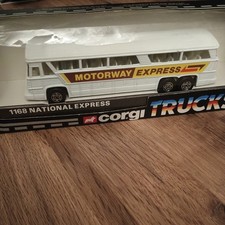 MOTORWAY EXPRESS
1168 NATIONAL EXPRESS
CORGI TRUCKS